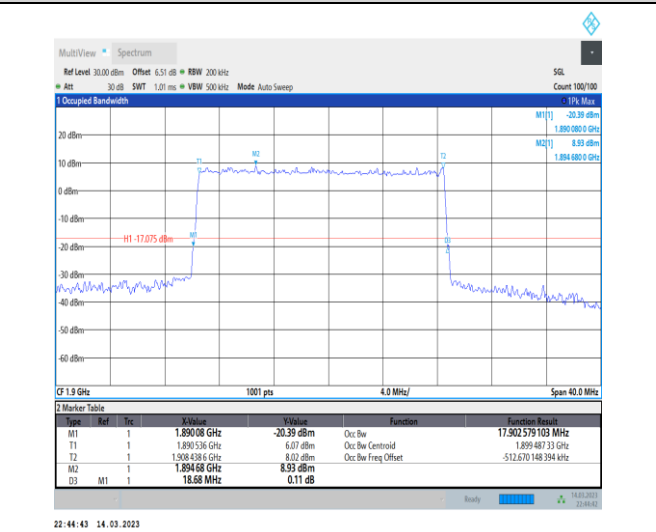 MultiView Spectrum
Ref Level 30.00 dBm Offset 6.51 dB RBW 200 kHz SGL
Att 30 dB SWT 1.01 ms VBW 500 kHz Mode Auto Sweep Count 100/100
1 Occupied Bandwidth 1Pk Max
M1[1] -20.39 dBm
1.890 080 0 GHz
M2[1] 8.93 dBm
1.894 680 0 GHz
20 dBm
M2
T1
T2
10 dBm
0 dBm
-10 dBm
H1 -17.075 dBm
M1
D3
-20 dBm
-30 dBm
-40 dBm
-50 dBm
-60 dBm
CF 1.9 GHz 1001 pts 4.0 MHz/ Span 40.0 MHz
2 Marker Table
Type Ref Trc X-Value Y-Value Function Function Result
M1 1 1.890 08 GHz -20.39 dBm Occ Bw 17.902 579 103 MHz
T1 1 1.890 536 GHz 6.07 dBm Occ Bw Centroid 1.899 487 33 GHz
T2 1 1.908 438 6 GHz 8.02 dBm Occ Bw Freq Offset -512.670 148 394 kHz
M2 1 1.894 68 GHz 8.93 dBm
D3 M1 1 18.68 MHz 0.11 dB
Ready 14.03.2023
22:44:42
22:44:43 14.03.2023